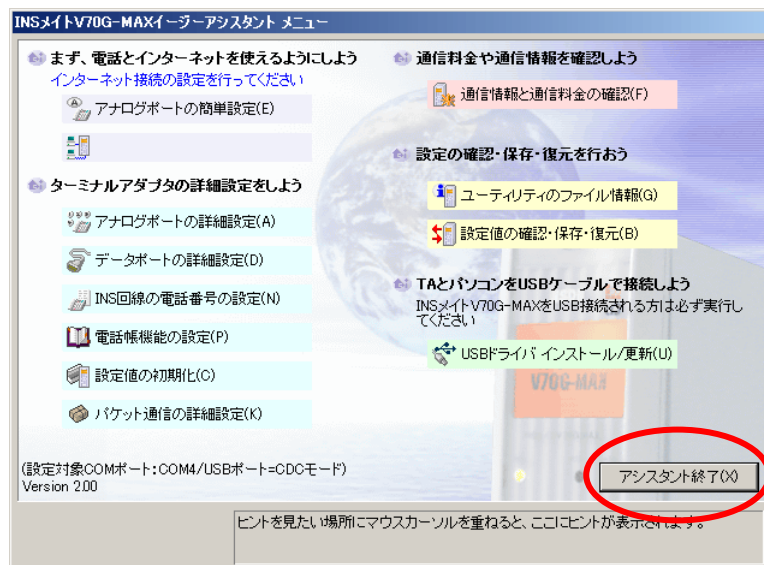 INSメイトV70G-MAXイージーアシスタント メニュー
まず、電話とインターネットを使えるようにしよう
インターネット接続の設定を行ってください
アナログポートの簡単設定(E)
ターミナルアダプタの詳細設定をしよう
アナログポートの詳細設定(A)
データポートの詳細設定(D)
INS回線の電話番号の設定(N)
電話帳機能の設定(P)
設定値の初期化(C)
パケット通信の詳細設定(K)
(設定対象COMポート:COM4/USBポート=CDCモード)
Version 2.00
通信料金や通信情報を確認しよう
通信情報と通信料金の確認(F)
設定の確認・保存・復元を行おう
ユーティリティのファイル情報(G)
設定値の確認・保存・復元(B)
TAとパソコンをUSBケーブルで接続しよう
INSメイトV70G-MAXをUSB接続される方は必ず実行し
てください
USBドライバ インストール/更新(U)
V70G-MAX
アシスタント終了(X)
ヒントを見たい場所にマウスカーソルを重ねると、ここにヒントが表示されます。